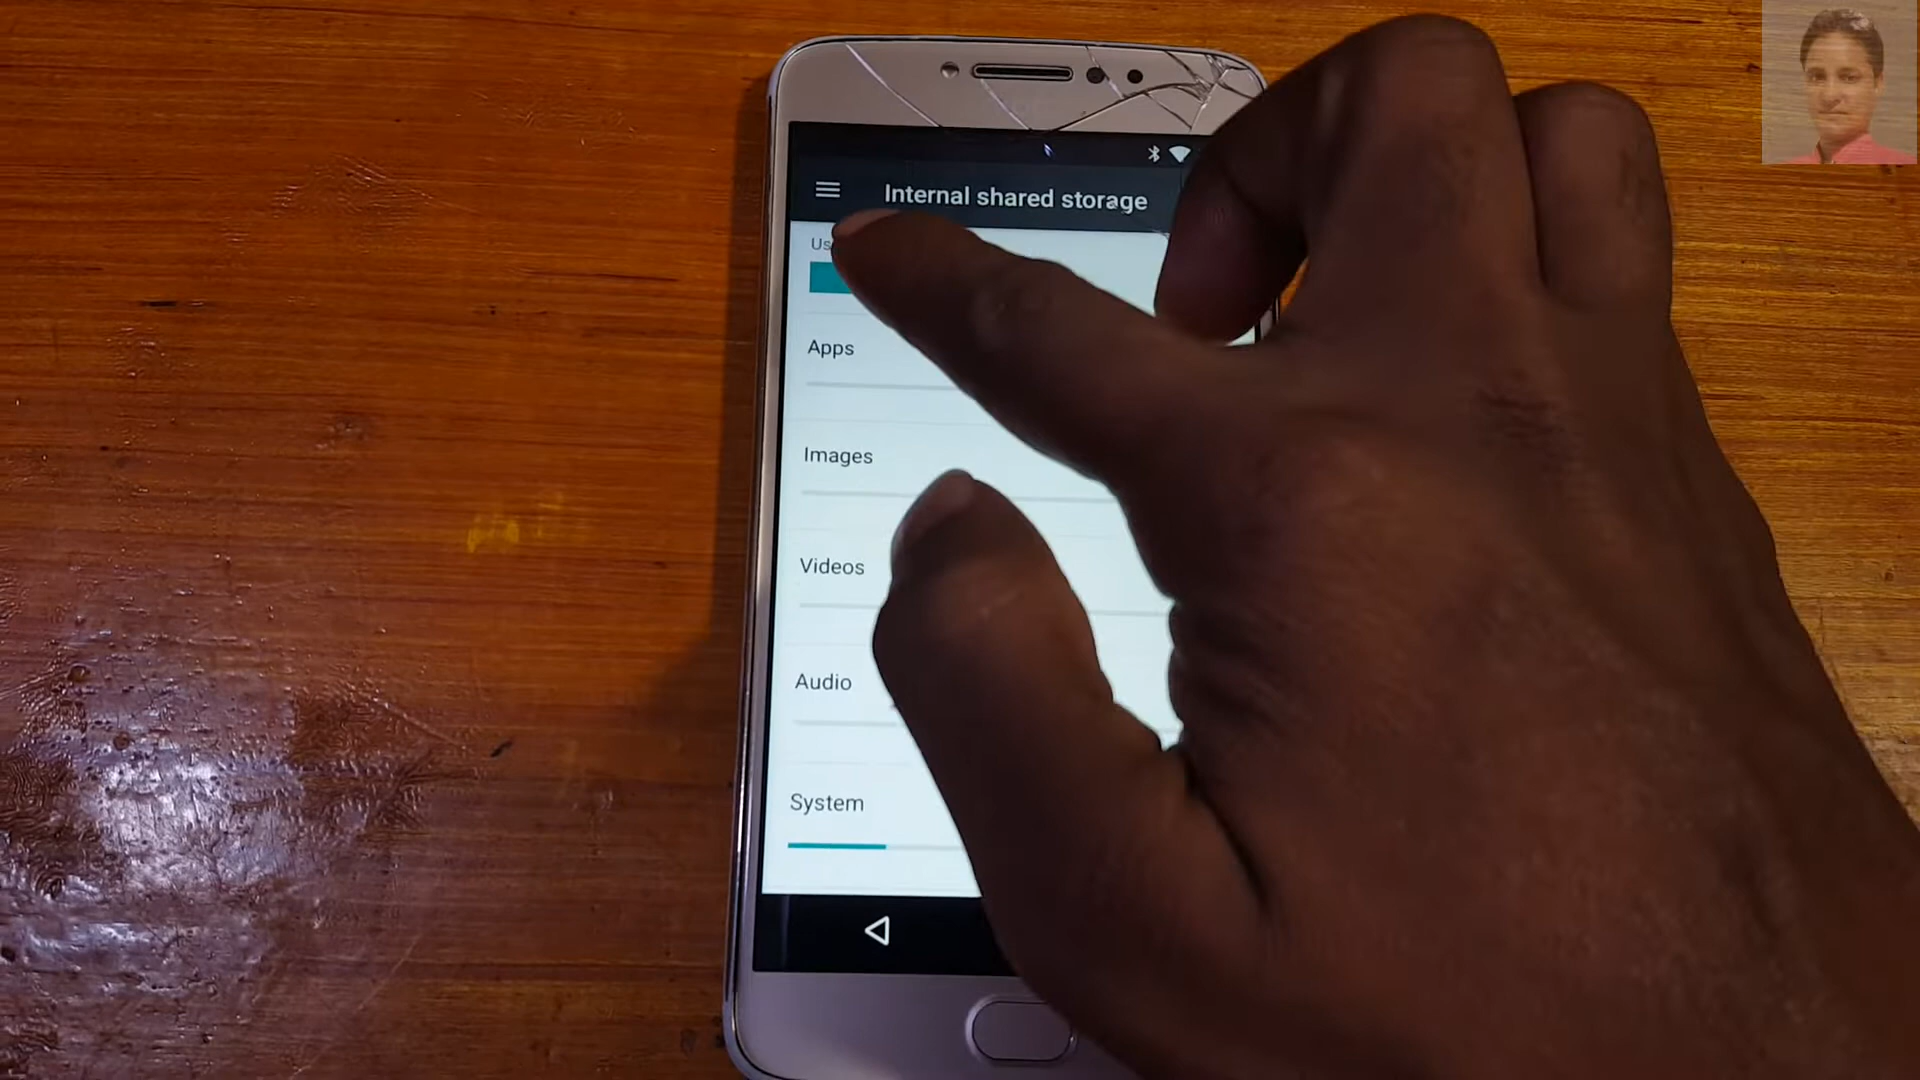 Internal shared storage
Apps
Images
Videos
Audio
System